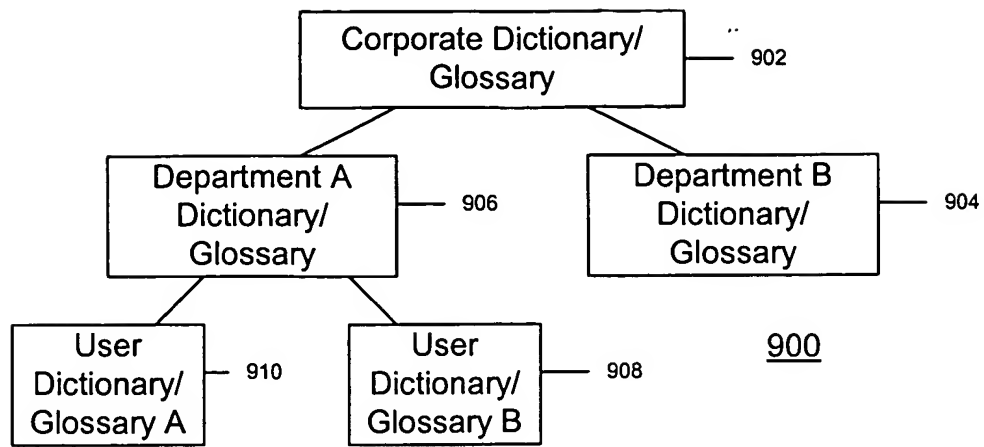 Corporate Dictionary/
Glossary
902
Department A
Dictionary/
Glossary
906
Department B
Dictionary/
Glossary
904
User
Dictionary/
Glossary A
910
User
Dictionary/
Glossary B
908
900